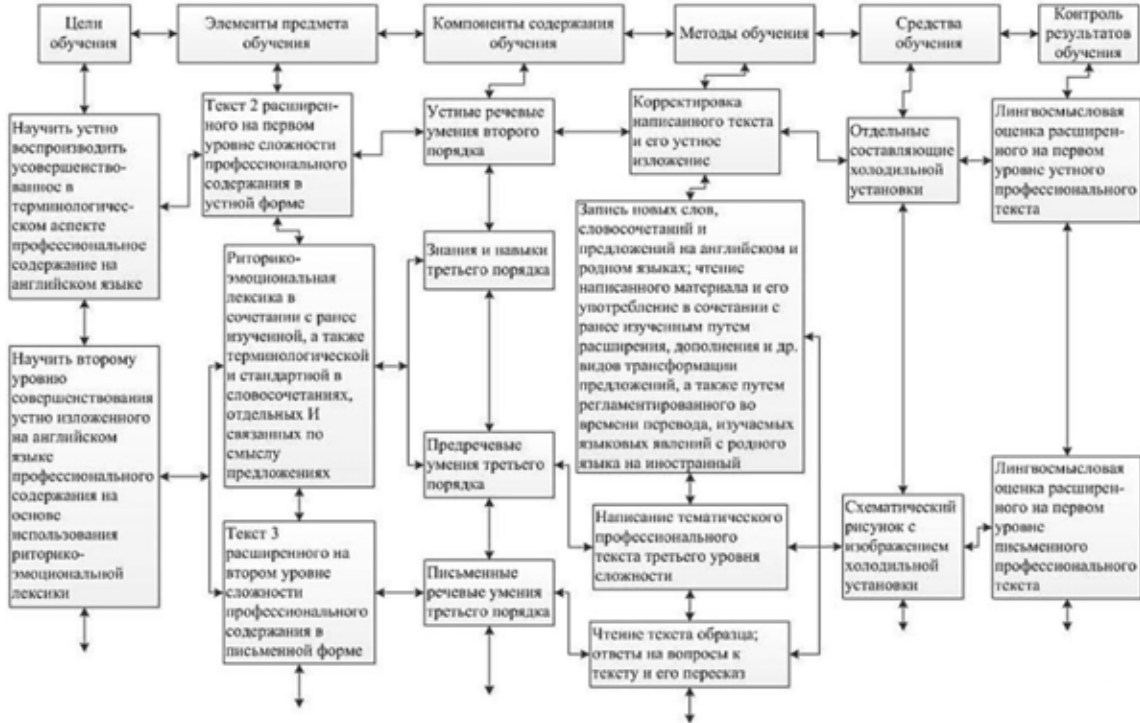 Цели
обучения
Элементы предмета
обучения
Компоненты содержания
обучения
Методы обучения
Средства
обучения
Контроль
результатов
обучения
Научить устно
воспроизводить
усовершенство-
ванное в
терминологичес-
ком аспекте
профессиональное
содержание на
английском языке
Текст 2 расширен-
ного на первом
уровне сложности
профессионального
содержания в
устной форме
Устные речевые
умения второго
порядка
Корректировка
написанного текста
и его устное
изложение
Отдельные
составляющие
холодильной
установки
Лингвосмысловая
оценка расширен-
ного на первом
уровне устного
профессионального
текста
Риторико-
эмоциональная
лексика в
сочетании с ранее
изученной, а также
терминологической
и стандартной в
словосочетаниях,
отдельных И
связанных по
смыслу
предложениях
Знания и навыки
третьего порядка
Запись новых слов,
словосочетаний и
предложений на английском и
родном языках; чтение
написанного материала и его
употребление в сочетании с
ранее изученным путем
расширения, дополнения и др.
видов трансформации
предложений, а также путем
регламентированного во
времени перевода, изучаемых
языковых явлений с родного
языка на иностранный
Научить второму
уровню
совершенствования
устно изложенного
на английском
языке
профессионального
содержания на
основе
использования
риторико-
эмоциональной
лексики
Предречевые
умения третьего
порядка
Лингвосмысловая
оценка расширен-
ного на первом
уровне
письменного
профессионального
текста
Текст 3
расширенного на
втором уровне
сложности
профессионального
содержания в
письменной форме
Письменные
речевые умения
третьего порядка
Написание тематического
профессионального
текста третьего уровня
сложности
Схематический
рисунок с
изображением
холодильной
установки
Чтение текста образца;
ответы на вопросы к
тексту и его пересказ